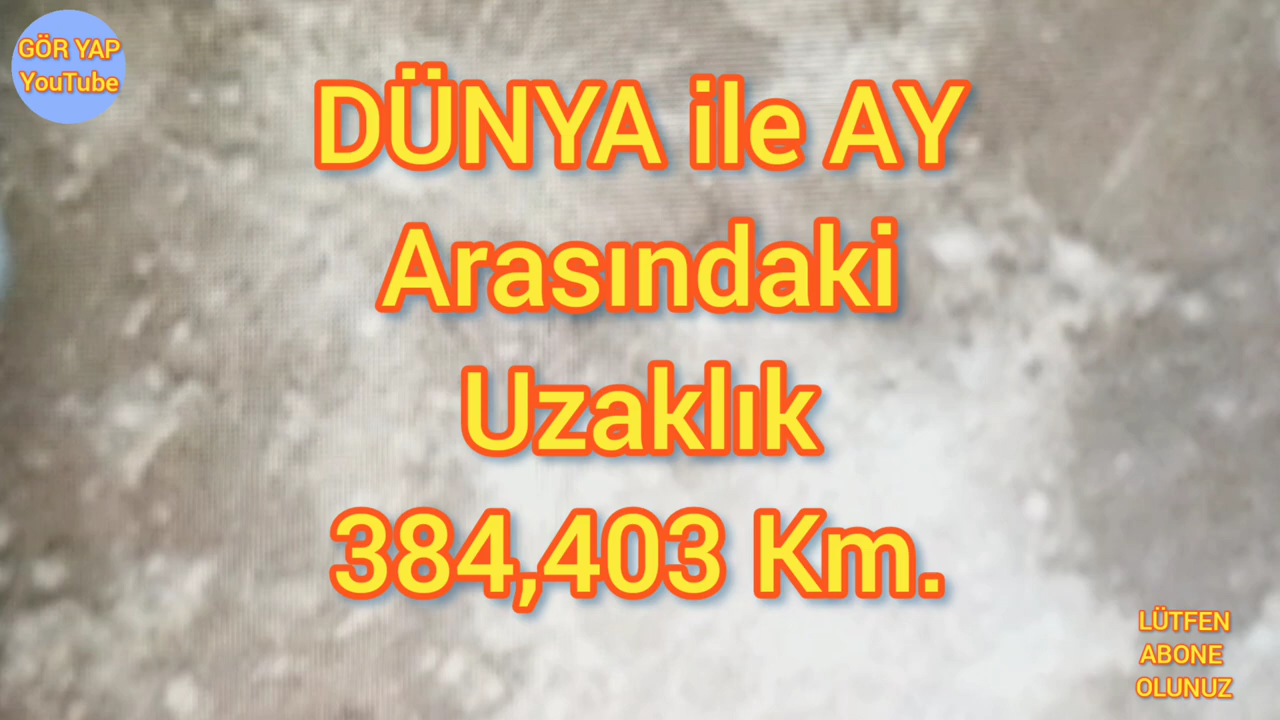 GÖR YAP
YouTube
DÜNYA ile AY
Arasındaki
Uzaklık
384,403 Km.
LÜTFEN
ABONE
OLUNUZ